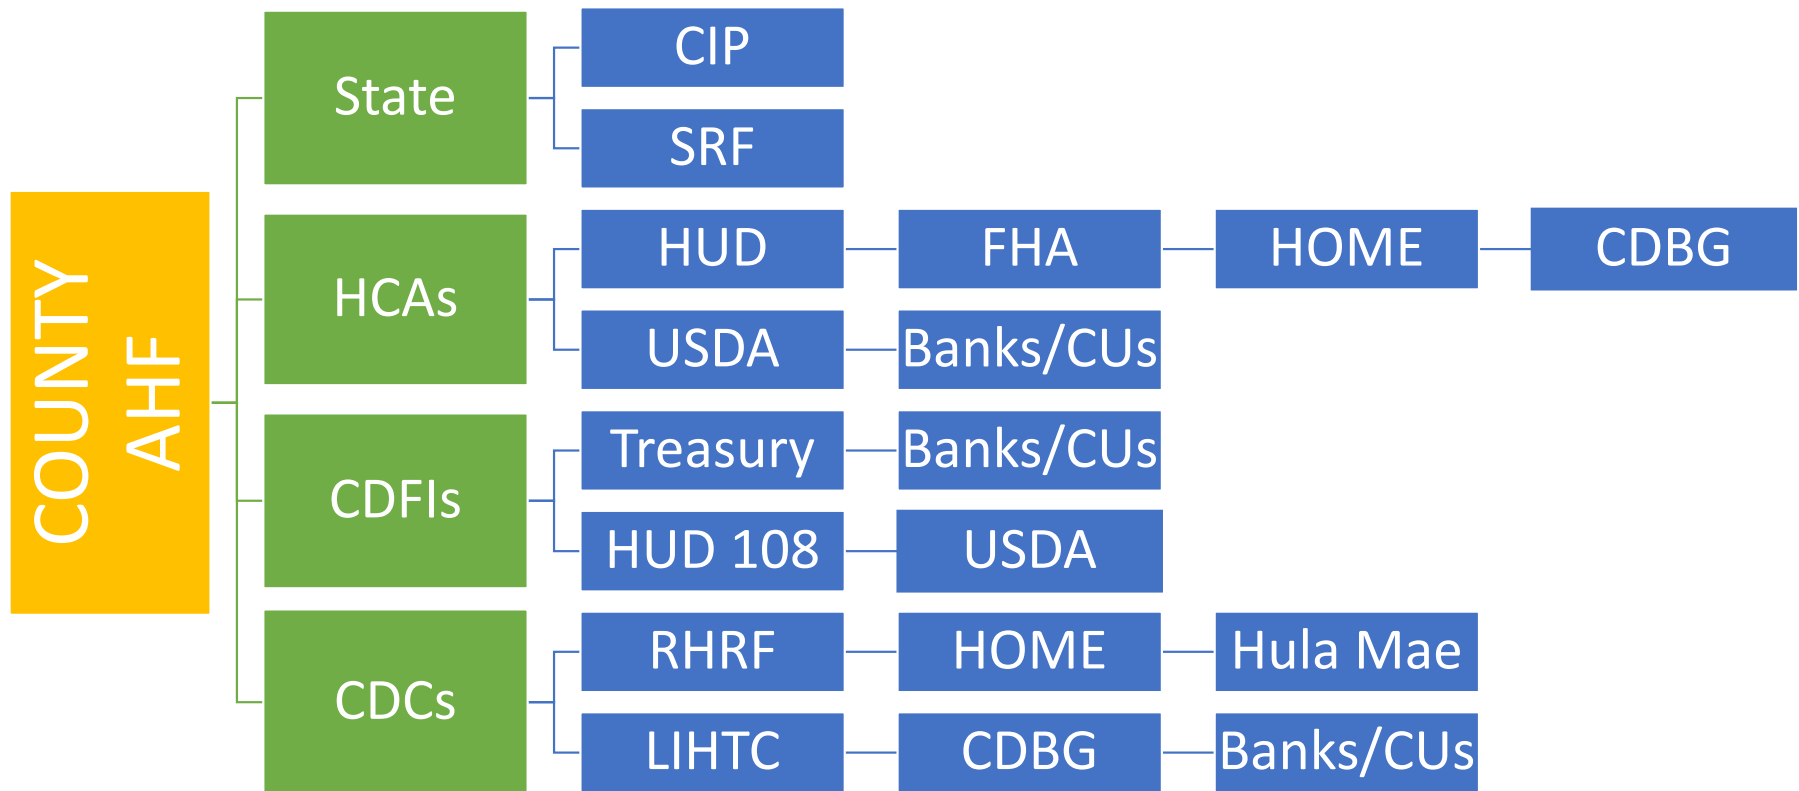 COUNTY
AHF
State
CIP
SRF
HCAs
HUD
FHA
HOME
CDBG
USDA
Banks/CUs
CDFIs
Treasury
Banks/CUs
HUD 108
USDA
CDCs
RHRF
HOME
Hula Mae
LIHTC
CDBG
Banks/CUs